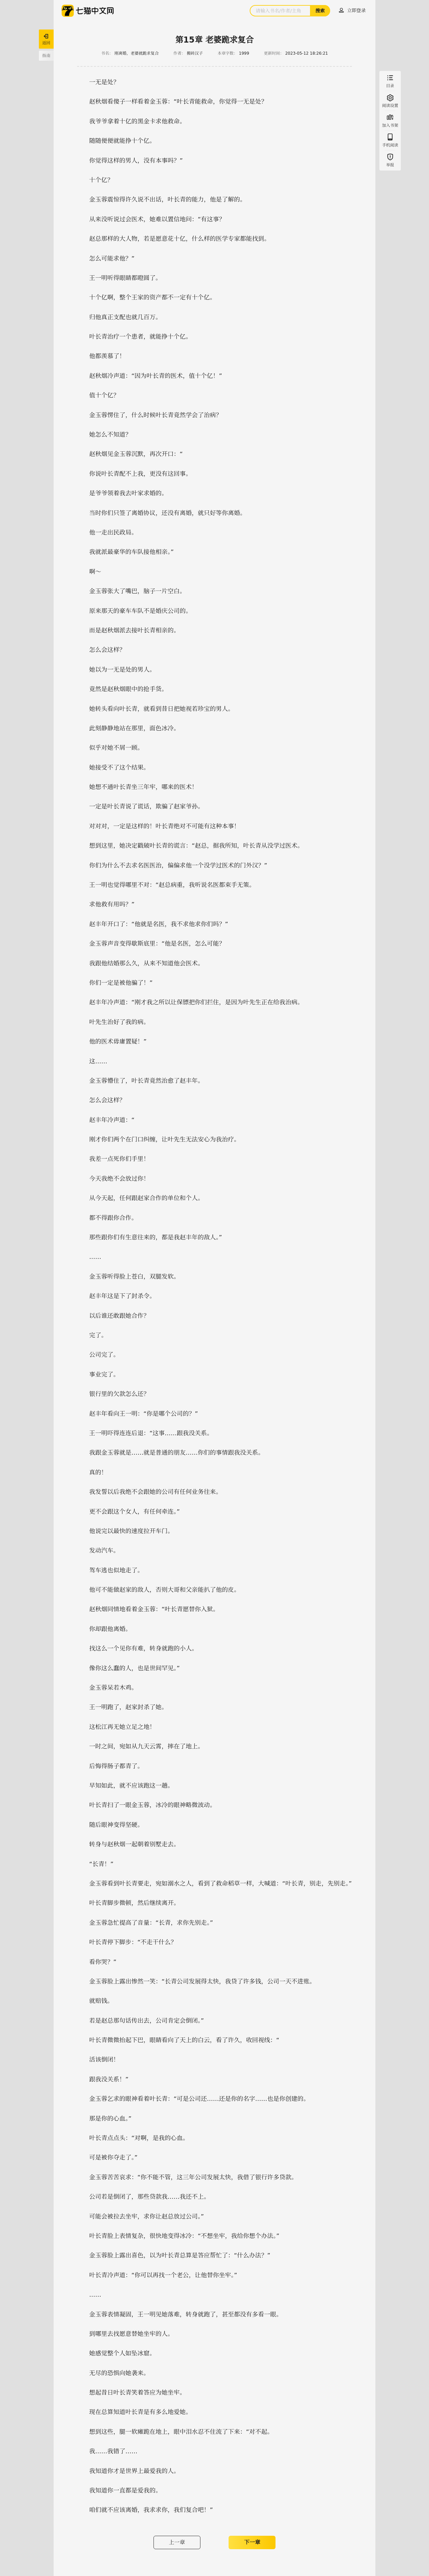 七猫中文网
请输入书名/作者/主角
搜索
立即登录
返回
阅读
目录
阅读设置
加入书架
手机阅读
举报
第15章 老婆跪求复合
作者：
本章字数：
1989
更新时间：
2023-05-12 18:26:21
一无是处?
赵秋烟看傻子一样看着金玉蓉：“叶长青能救命，你觉得一无是处?
我爷爷拿着十亿的黑金卡求他救命。
随随便便就能挣十个亿。
你觉得这样的男人，没有本事吗？”
十个亿?
金玉蓉震惊得许久说不出话，叶长青的能力，他是了解的。
从来没听说过会医术，她难以置信地问：“有这事?
赵总那样的大人物，若是愿意花十亿，什么样的医学专家都能找到。
怎么可能求他？”
王一明听得眼睛都瞪圆了。
十个亿啊，整个王家的资产都不一定有十个亿。
归他真正支配也就几百万。
叶长青治疗一个患者，就能挣十个亿。
他都羡慕了!
赵秋烟冷声道：“因为叶长青的医术，值十个亿！”
值十个亿?
金玉蓉愣住了，什么时候叶长青竟然学会了治病?
她怎么不知道?
赵秋烟见金玉蓉沉默，再次开口：“
你说叶长青配不上我，更没有这回事。
是爷爷领着我去叶家求婚的。
当时你们只签了离婚协议，还没有离婚，就只好等你离婚。
他一走出民政局。
我就派最豪华的车队接他相亲。”
啊～
金玉蓉张大了嘴巴，脑子一片空白。
原来那天的豪车车队不是婚庆公司的。
而是赵秋烟派去接叶长青相亲的。
怎么会这样?
她以为一无是处的男人。
竟然是赵秋烟眼中的抢手货。
她转头看向叶长青，就看到昔日把她视若珍宝的男人。
此刻静静地站在那里，面色冰冷。
似乎对她不屑一顾。
她接受不了这个结果。
她想不通叶长青坐三年牢，哪来的医术!
一定是叶长青说了谎话，欺骗了赵家爷孙。
对对对，一定是这样的！叶长青绝对不可能有这种本事!
想到这里，她决定戳破叶长青的谎言：“赵总，据我所知，叶长青从没学过医术。
你们为什么不去求名医医治，偏偏求他一个没学过医术的门外汉？”
王一明也觉得哪里不对：“赵总病重，我听说名医都束手无策。
求他救有用吗？”
赵丰年开口了：“他就是名医，我不求他求你们吗？”
金玉蓉声音变得歇斯底里：“他是名医，怎么可能?
我跟他结婚那么久，从来不知道他会医术。
你们一定是被他骗了！”
赵丰年冷声道：“刚才我之所以让保镖把你们拦住，是因为叶先生正在给我治病。
叶先生治好了我的病。
他的医术毋庸置疑！”
这……
金玉蓉懵住了，叶长青竟然治愈了赵丰年。
怎么会这样?
赵丰年冷声道：“
刚才你们两个在门口纠缠，让叶先生无法安心为我治疗。
我差一点死你们手里!
今天我绝不会放过你!
从今天起，任何跟赵家合作的单位和个人。
都不得跟你合作。
那些跟你们有生意往来的，都是我赵丰年的敌人。”
……
金玉蓉听得脸上苍白，双腿发软。
赵丰年这是下了封杀令。
以后谁还敢跟她合作?
完了。
公司完了。
事业完了。
银行里的欠款怎么还?
赵丰年看向王一明：“你是哪个公司的？”
王一明吓得连连后退：“这事……跟我没关系。
我跟金玉蓉就是……就是普通的朋友……你们的事情跟我没关系。
真的!
我发誓以后我绝不会跟她的公司有任何业务往来。
更不会跟这个女人，有任何牵连。”
他说完以最快的速度拉开车门。
发动汽车。
驾车逃也似地走了。
他可不能做赵家的敌人，否则大哥和父亲能扒了他的皮。
赵秋烟同情地看着金玉蓉：“叶长青愿替你入狱。
你却跟他离婚。
找这么一个见你有难，转身就跑的小人。
像你这么蠢的人，也是世间罕见。”
金玉蓉呆若木鸡。
王一明跑了，赵家封杀了她。
这松江再无她立足之地!
一时之间，宛如从九天云霄，摔在了地上。
后悔得肠子都青了。
早知如此，就不应该跑这一趟。
叶长青扫了一眼金玉蓉，冰冷的眼神略微波动。
随后眼神变得坚硬。
转身与赵秋烟一起朝着别墅走去。
“长青！”
金玉蓉看到叶长青要走，宛如溺水之人，看到了救命稻草一样，大喊道：“叶长青，别走，先别走。”
叶长青脚步微顿，然后继续离开。
金玉蓉急忙提高了音量：“长青，求你先别走。”
叶长青停下脚步：“不走干什么?
看你哭？”
金玉蓉脸上露出惨然一笑：“长青公司发展得太快，我贷了许多钱，公司一天不进账。
就赔钱。
若是赵总那句话传出去，公司肯定会倒闭。”
叶长青微微抬起下巴，眼睛看向了天上的白云，看了许久，收回视线：“
活该倒闭!
跟我没关系！”
金玉蓉乞求的眼神看着叶长青：“可是公司还……还是你的名字……也是你创建的。
那是你的心血。”
叶长青点点头：“对啊，是我的心血。
可是被你夺走了。”
金玉蓉苦苦哀求：“你不能不管，这三年公司发展太快，我借了银行许多贷款。
公司若是倒闭了，那些贷款我……我还不上。
可能会被拉去坐牢，求你让赵总放过公司。”
叶长青脸上表情复杂，很快地变得冰冷：“不想坐牢，我给你想个办法。”
金玉蓉脸上露出喜色，以为叶长青总算是答应帮忙了：“什么办法？”
叶长青冷声道：“你可以再找一个老公，让他替你坐牢。”
……
金玉蓉表情凝固，王一明见她落难，转身就跑了，甚至都没有多看一眼。
到哪里去找愿意替她坐牢的人。
她感觉整个人如坠冰窟。
无尽的恐惧向她袭来。
想起昔日叶长青笑着答应为她坐牢。
现在总算知道叶长青是有多么地爱她。
想到这些，腿一软瘫跪在地上，眼中泪水忍不住流了下来：“对不起。
我……我错了……
我知道你才是世界上最爱我的人。
我知道你一直都是爱我的。
咱们就不应该离婚，我求求你，我们复合吧！”
上一章
下一章